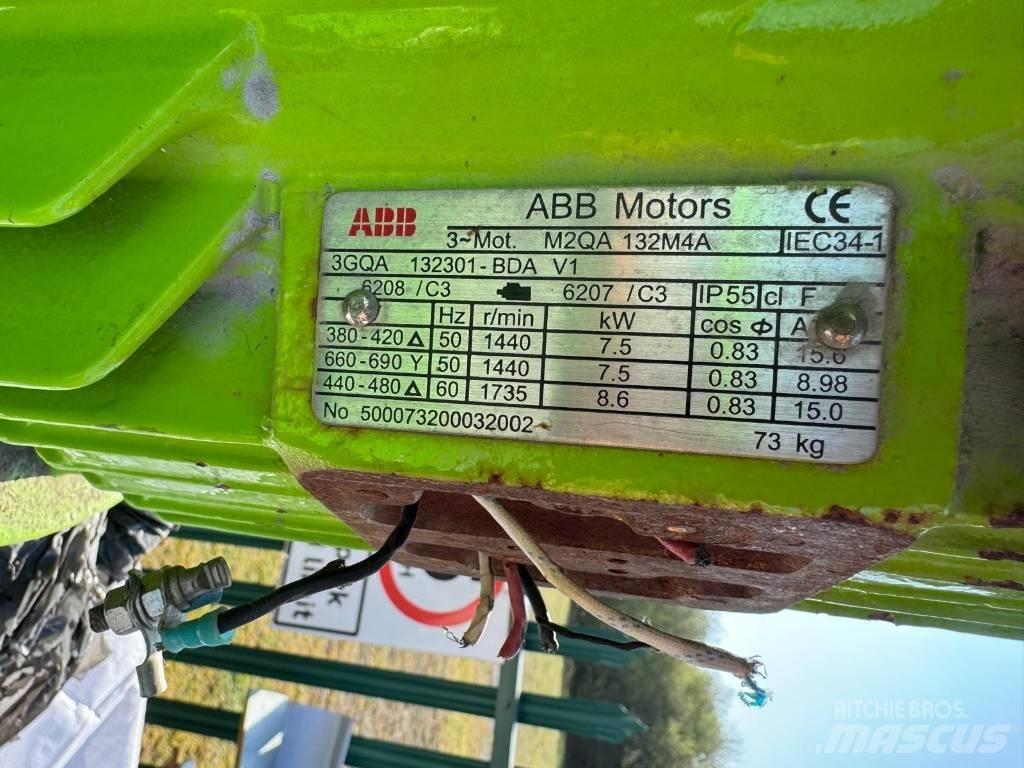 ABB ABB Motors CE
3~Mot. M2QA 132M4A IEC34-1
3GQA 132301-BDA V1
6208 /C3 6207 /C3 IP55 cl F
Hz r/min kW cos Φ A
380-420 Δ 50 1440 7.5 0.83 15.6
660-690 Y 50 1440 7.5 0.83 8.98
440-480 Δ 60 1735 8.6 0.83 15.0
No 500073200032002
73 kg
RITCHIE BROS.
MASCUS